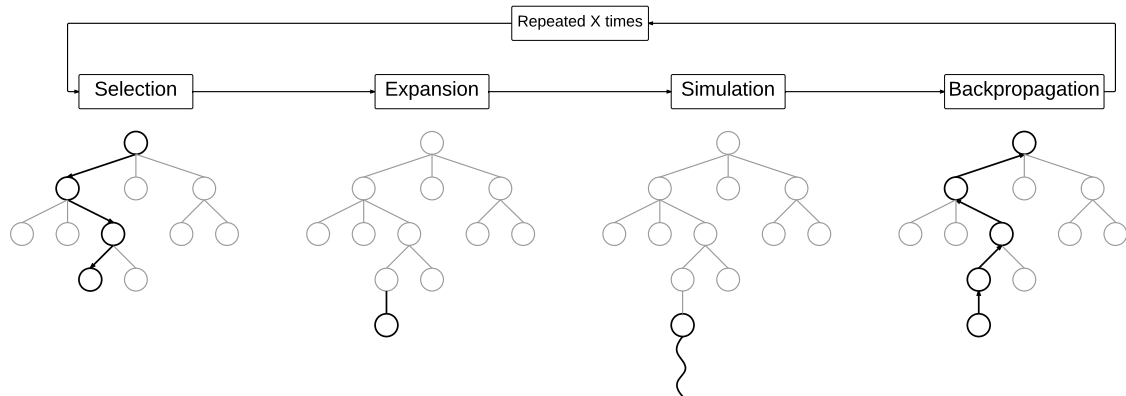 Repeated X times
Selection
Expansion
Simulation
Backpropagation